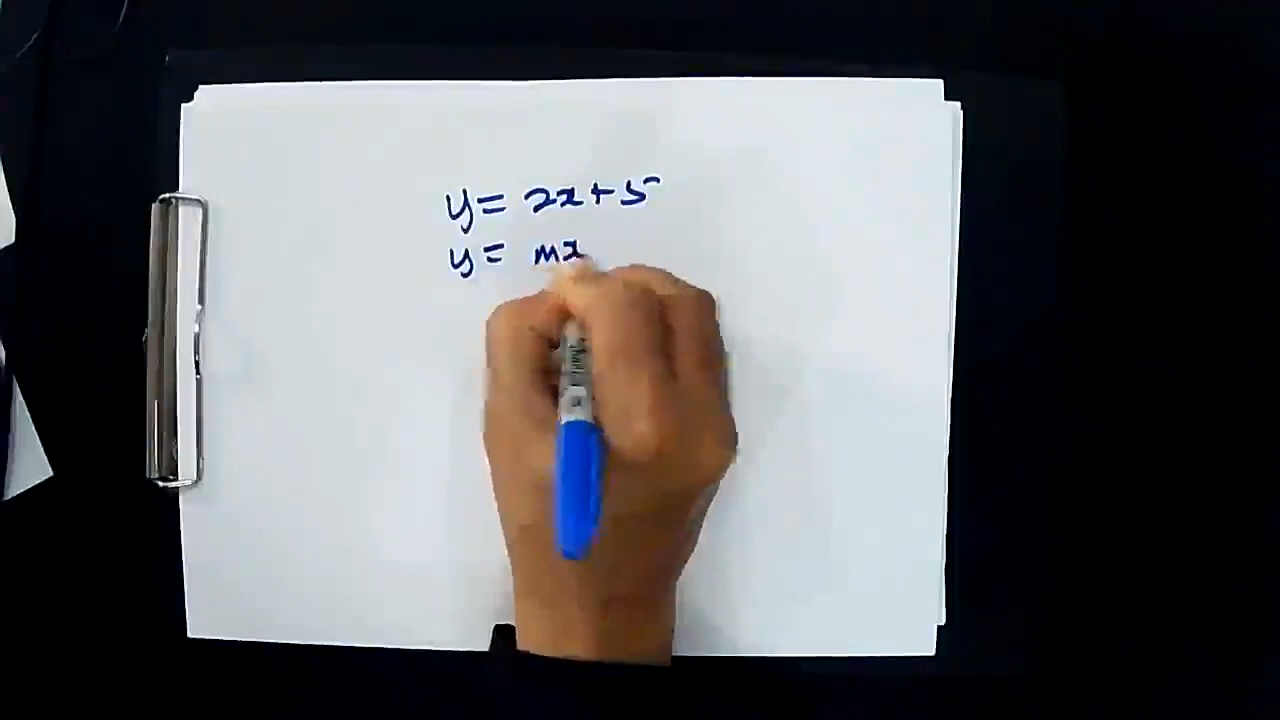 y = 2x + 5
y = mx